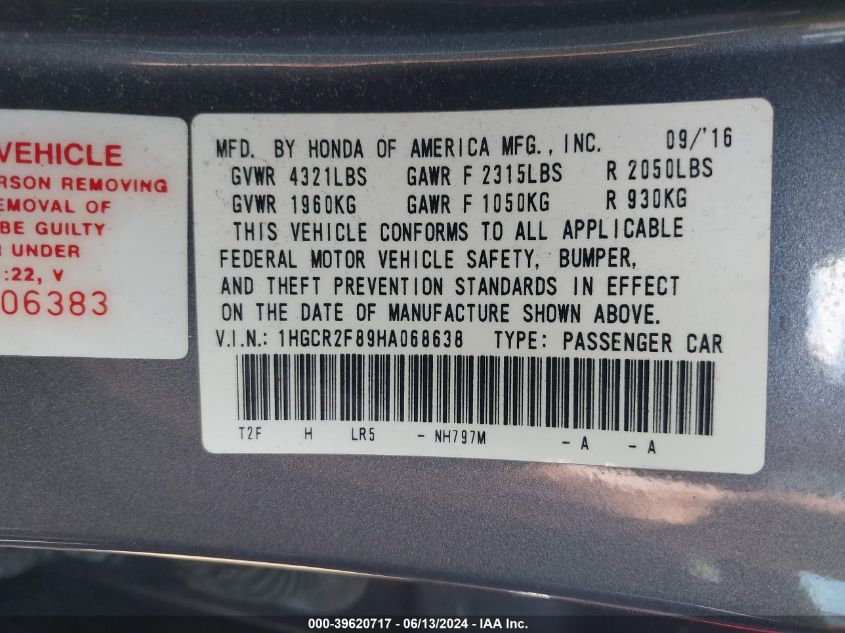 VEHICLE
ERSON REMOVING
EMOVAL OF
BE GUILTY
R UNDER
:22, V
06383
MFD. BY HONDA OF AMERICA MFG., INC. 09/'16
GVWR 4321LBS GAWR F 2315LBS R 2050LBS
GVWR 1960KG GAWR F 1050KG R 930KG
THIS VEHICLE CONFORMS TO ALL APPLICABLE
FEDERAL MOTOR VEHICLE SAFETY, BUMPER,
AND THEFT PREVENTION STANDARDS IN EFFECT
ON THE DATE OF MANUFACTURE SHOWN ABOVE.
V.I.N.: 1HGCR2F89HA068638 TYPE: PASSENGER CAR
T2F H LR5 - NH797M - A - A
000-39620717 - 06/13/2024 - IAA Inc.